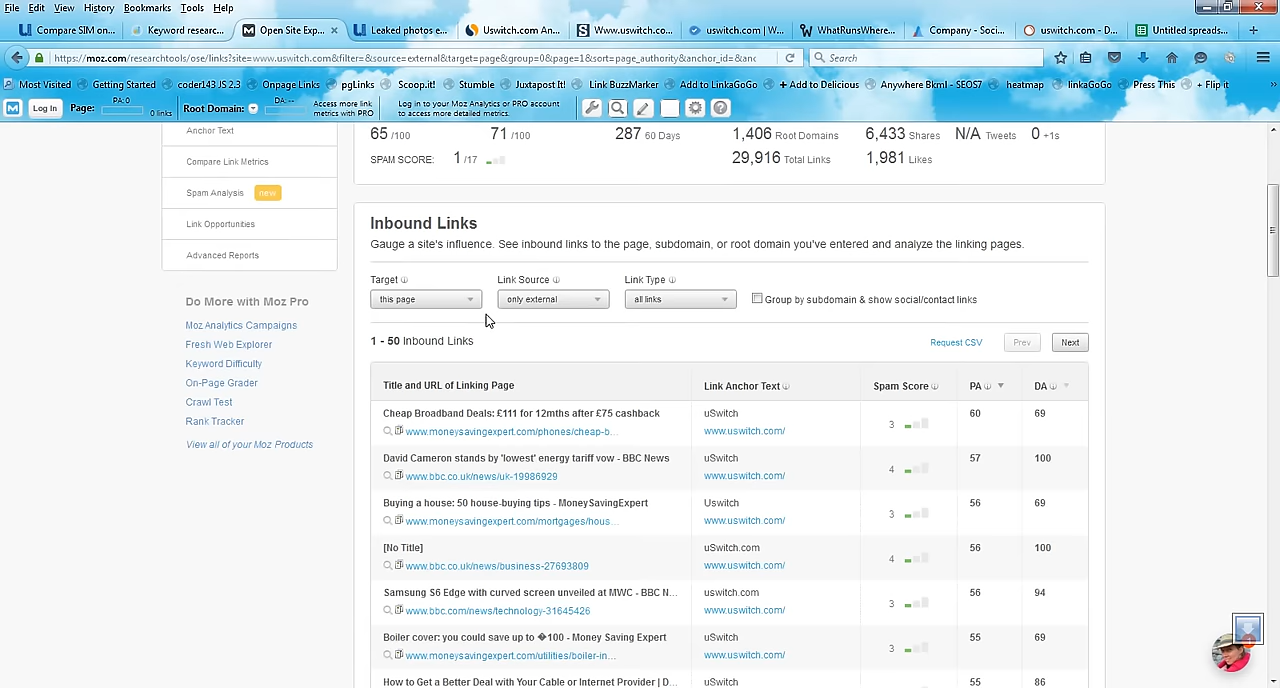 File Edit View History Bookmarks Tools Help
Compare SIM on... Keyword researc... Open Site Exp... Leaked photos Uswitch.com An... Www.uswitch.co... uswitch.com | W... WhatRunsWhere... Company - Soci... uswitch.com - D... Untitled spreads...
https://moz.com/researchtools/ose/links?site=www.uswitch.com&filter=&source=external&target=page&group=0&page=1&sort=page_authority&anchor_id=&anc Search
Most Visited Getting Started coder143 JS 2.3 Onpage Links pgLinks Scoop.it! Stumble Juxtapost It! Link BuzzMarker Add to LinkaGoGo + Add to Delicious Anywhere Bkml - SEOS7 heatmap linkaGoGo Press This + Flip it
Log In Page: DA: 0 0 links Root Domain: DA: -- Access more link metrics with PRO Log in to your Moz Analytics or PRO account to access more detailed metrics.
Anchor Text
Compare Link Metrics
Spam Analysis new
Link Opportunities
Advanced Reports
Do More with Moz Pro
Moz Analytics Campaigns
Fresh Web Explorer
Keyword Difficulty
On-Page Grader
Crawl Test
Rank Tracker
View all of your Moz Products
65 /100 71 /100 287 60 Days 1,406 Root Domains 6,433 Shares N/A Tweets 0 +1s
SPAM SCORE: 1 /17 29,916 Total Links 1,981 Likes
Inbound Links
Gauge a site's influence. See inbound links to the page, subdomain, or root domain you've entered and analyze the linking pages.
Target Link Source Link Type
this page only external all links Group by subdomain & show social/contact links
1 - 50 Inbound Links Request CSV Prev Next
Title and URL of Linking Page Link Anchor Text Spam Score PA DA
Cheap Broadband Deals: £111 for 12mths after £75 cashback uSwitch 60 69
www.moneysavingexpert.com/phones/cheap-b... www.uswitch.com/ 3
David Cameron stands by 'lowest' energy tariff vow - BBC News uSwitch 57 100
www.bbc.co.uk/news/uk-19986929 www.uswitch.com/ 4
Buying a house: 50 house-buying tips - MoneySavingExpert Uswitch 56 69
www.moneysavingexpert.com/mortgages/hous... www.uswitch.com/ 3
[No Title] uSwitch.com 56 100
www.bbc.co.uk/news/business-27693809 www.uswitch.com/ 4
Samsung S6 Edge with curved screen unveiled at MWC - BBC N... uswitch.com 56 94
www.bbc.com/news/technology-31645426 www.uswitch.com/ 3
Boiler cover: you could save up to �100 - Money Saving Expert uSwitch 55 69
www.moneysavingexpert.com/utilities/boiler-in... www.uswitch.com/ 3
How to Get a Better Deal with Your Cable or Internet Provider | D... uSwitch 55 86